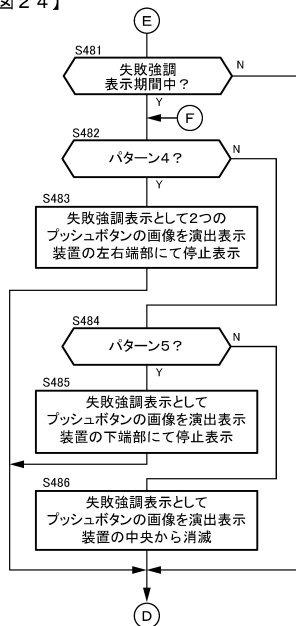 【図24】
E
S481
失敗強調
表示期間中？
N
Y
F
S482
パターン4？
N
Y
S483
失敗強調表示として2つの
プッシュボタンの画像を演出表示
装置の左右端部にて停止表示
S484
パターン5？
N
Y
S485
失敗強調表示として
プッシュボタンの画像を演出表示
装置の下端部にて停止表示
S486
失敗強調表示として
プッシュボタンの画像を演出表示
装置の中央から消滅
D